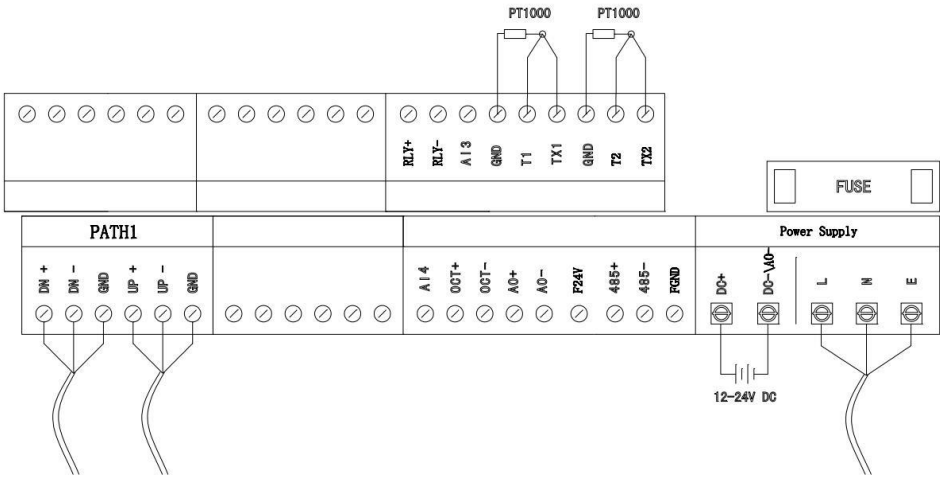 PT1000 PT1000
RLY+ RLY- AI3 GND T1 TX1 GND T2 TX2
FUSE
PATH1 Power Supply
DN + DN - GND UP + UP - GND AI4 OCT+ OCT- AO+ AO- F24V 485+ 485- FGND DC+ DC-\AO- L N E
12-24V DC